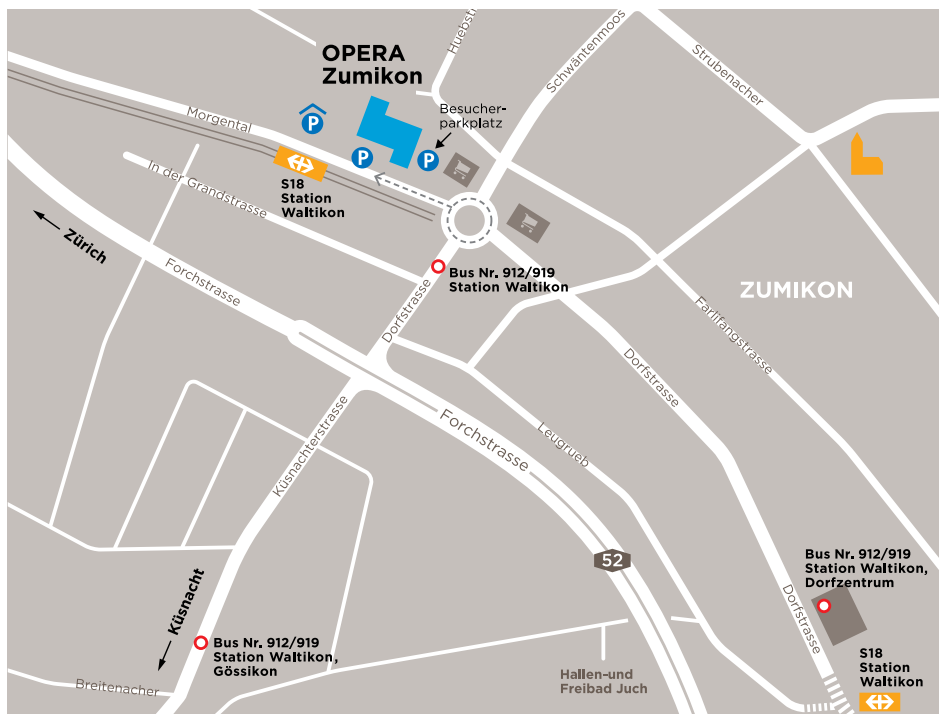 OPERA
Zumikon
Huebstr
Schwäntenmoos
Strubenacher
Besucher-
parkplatz
Morgental
P
P
P
In der Grandstrasse
S18
Station
Waltikon
Zürich
Forchstrasse
Bus Nr. 912/919
Station Waltikon
Dorfstrasse
ZUMIKON
Farlifangstrasse
Dorfstrasse
Küsnachterstrasse
Forchstrasse
Leugrueb
52
Bus Nr. 912/919
Station Waltikon,
Dorfzentrum
Dorfstrasse
Küsnacht
Bus Nr. 912/919
Station Waltikon,
Gössikon
Breitenacher
Hallen-und
Freibad Juch
S18
Station
Waltikon